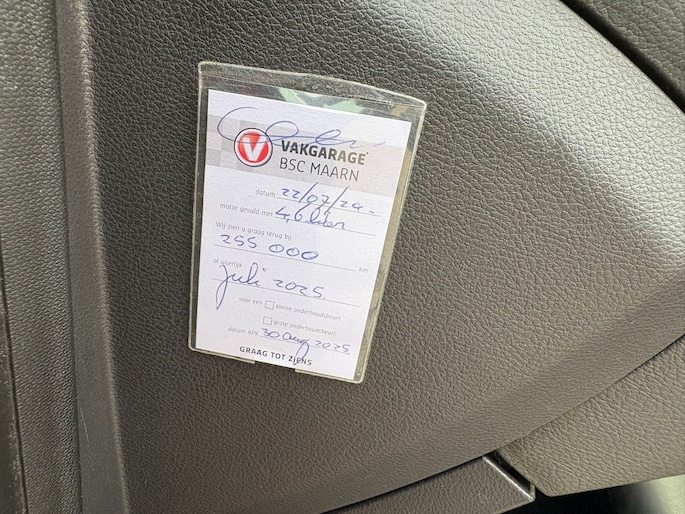 V VAKGARAGE
BSC MAARN
datum 22/07/24-
motor gevuld met 4,6 liter
Wij zien u graag terug bij
255 000 km
of uiterlijk
juli 2025.
voor een kleine onderhoudsbeurt
grote onderhoudsbeurt
datum APK 30 aug 2025
GRAAG TOT ZIENS